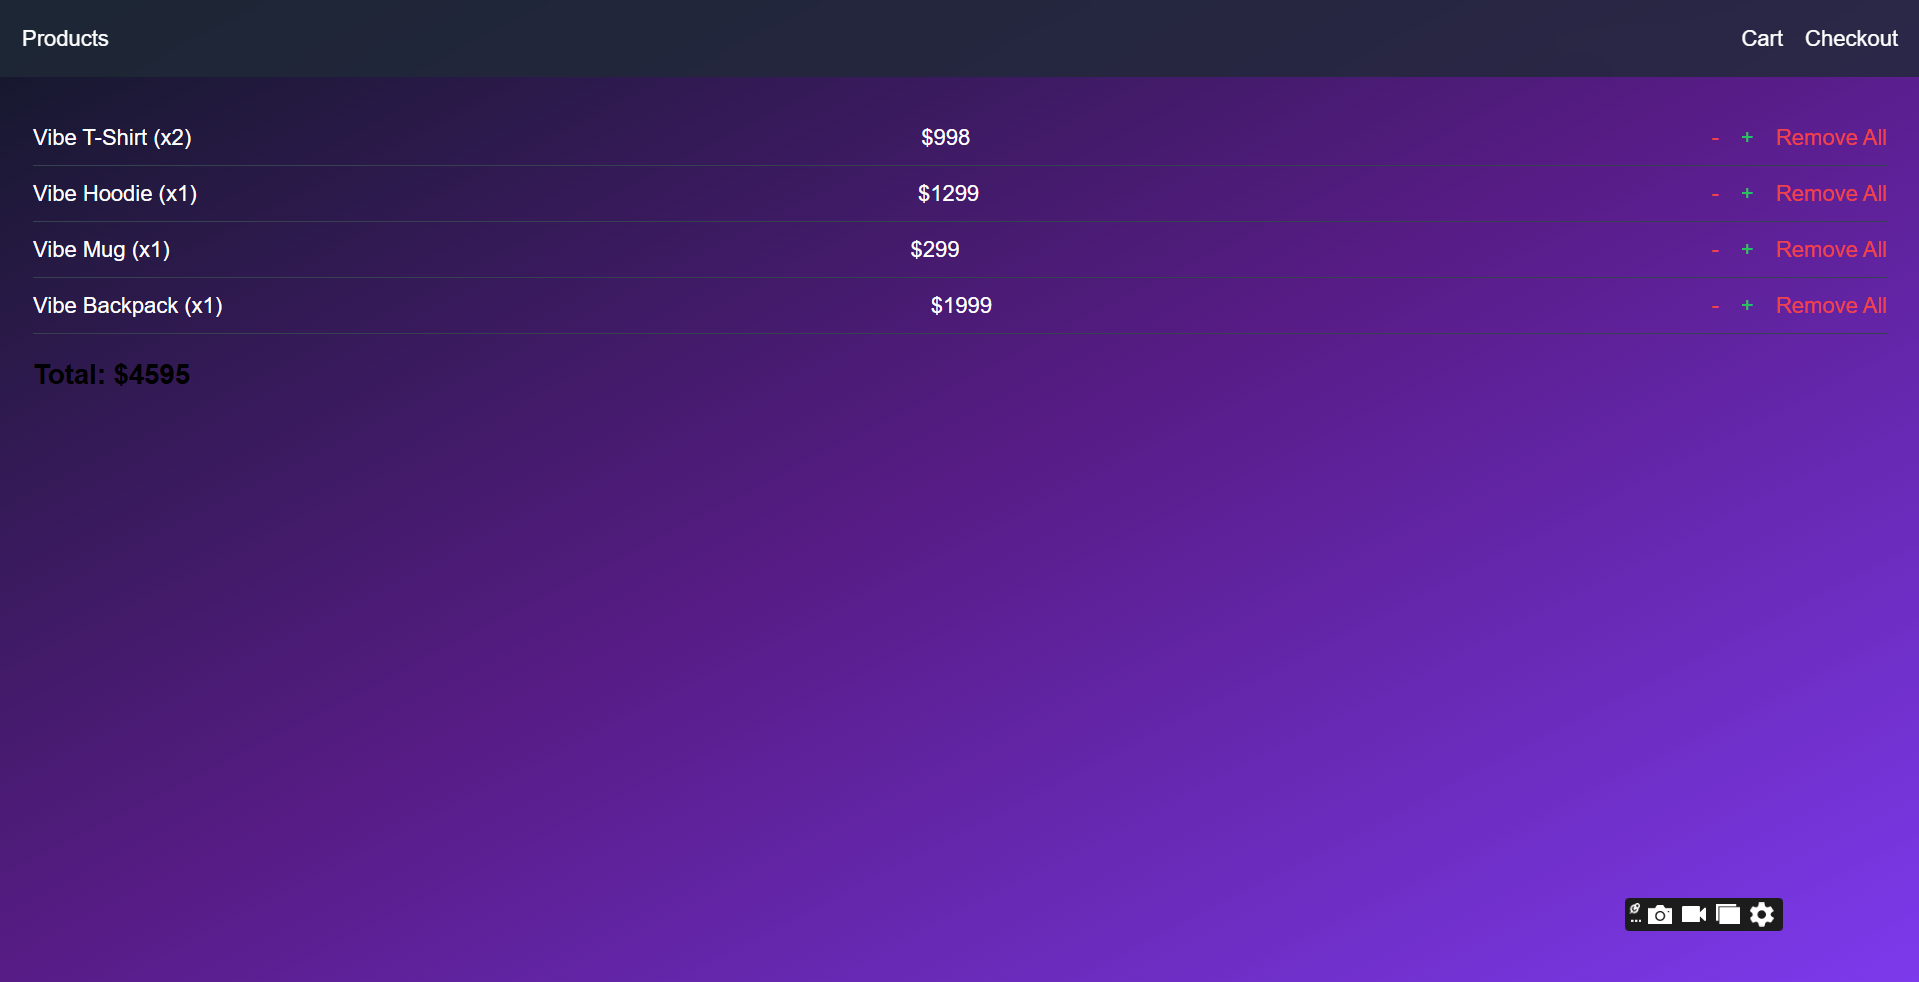 Products Cart Checkout
Vibe T-Shirt (x2) $998 - + Remove All
Vibe Hoodie (x1) $1299 - + Remove All
Vibe Mug (x1) $299 - + Remove All
Vibe Backpack (x1) $1999 - + Remove All
Total: $4595